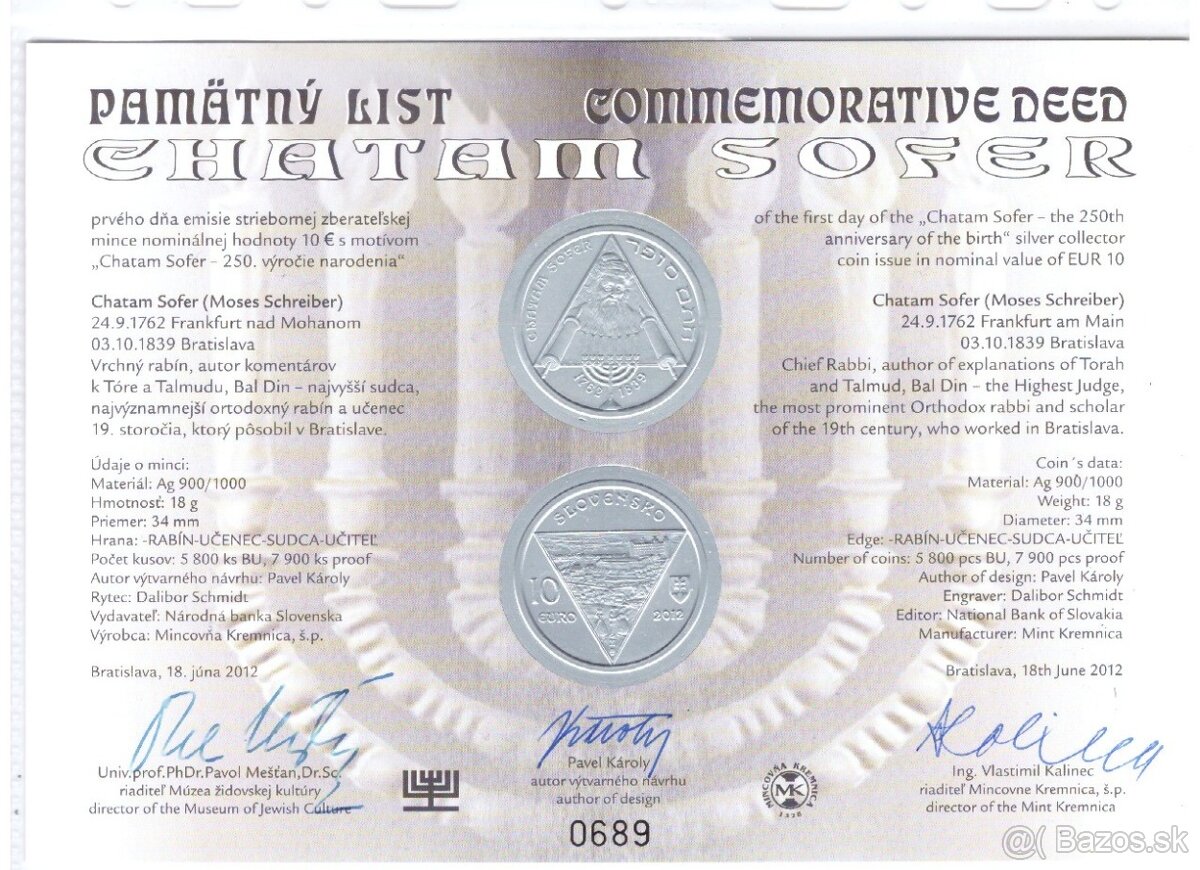 PAMÄTNÝ LIST
COMMEMORATIVE DEED
CHATAM SOFER
prvého dňa emisie striebornej zberateľskej
mince nominálnej hodnoty 10 € s motívom
„Chatam Sofer – 250. výročie narodenia“
Chatam Sofer (Moses Schreiber)
24.9.1762 Frankfurt nad Mohanom
03.10.1839 Bratislava
Vrchný rabín, autor komentárov
k Tóre a Talmudu, Bal Din – najvyšší sudca,
najvýznamnejší ortodoxný rabín a učenec
19. storočia, ktorý pôsobil v Bratislave.
Údaje o minci:
Materiál: Ag 900/1000
Hmotnosť: 18 g
Priemer: 34 mm
Hrana: -RABÍN-UČENEC-SUDCA-UČITEĽ
Počet kusov: 5 800 ks BU, 7 900 ks proof
Autor výtvarného návrhu: Pavel Károly
Rytec: Dalibor Schmidt
Vydavateľ: Národná banka Slovenska
Výrobca: Mincovňa Kremnica, š.p.
Bratislava, 18. júna 2012
of the first day of the „Chatam Sofer – the 250th
anniversary of the birth“ silver collector
coin issue in nominal value of EUR 10
Chatam Sofer (Moses Schreiber)
24.9.1762 Frankfurt am Main
03.10.1839 Bratislava
Chief Rabbi, author of explanations of Torah
and Talmud, Bal Din – the Highest Judge,
the most prominent Orthodox rabbi and scholar
of the 19th century, who worked in Bratislava.
Coin´s data:
Material: Ag 900/1000
Weight: 18 g
Diameter: 34 mm
Edge: -RABÍN-UČENEC-SUDCA-UČITEĽ
Number of coins: 5 800 pcs BU, 7 900 pcs proof
Author of design: Pavel Károly
Engraver: Dalibor Schmidt
Editor: National Bank of Slovakia
Manufacturer: Mint Kremnica
Bratislava, 18th June 2012
CHATAM SOFER
חתם סופר
1762 1839
SLOVENSKO
10
EURO
2012
Univ.prof.PhDr.Pavol Mešťan,Dr.Sc.
riaditeľ Múzea židovskej kultúry
director of the Museum of Jewish Culture
Pavel Károly
autor výtvarného návrhu
author of design
0689
MINCOVŇA KREMNICA
MK
1328
Ing. Vlastimil Kalinec
riaditeľ Mincovne Kremnica, š.p.
director of the Mint Kremnica
@( Bazos.sk